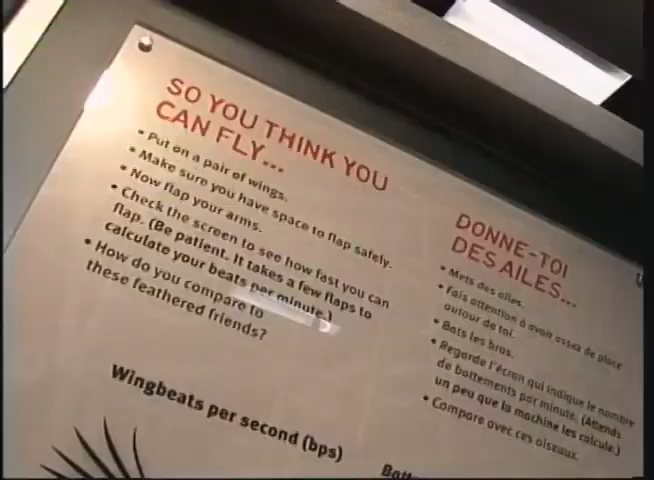 SO YOU THINK YOU
CAN FLY...
• Put on a pair of wings.
• Make sure you have space to flap safely.
• Now flap your arms.
• Check the screen to see how fast you can
flap. (Be patient. It takes a few flaps to
calculate your beats per minute.)
• How do you compare to
these feathered friends?
Wingbeats per second (bps)
DONNE-TOI
DES AILES...
• Mets des ailes.
• Fais attention à avoir assez de place
autour de toi.
• Bats les bras.
• Regarde l'écran qui indique le nombre
de battements par minute. (Attends
un peu que la machine les calcule.)
• Compare avec ces oiseaux.